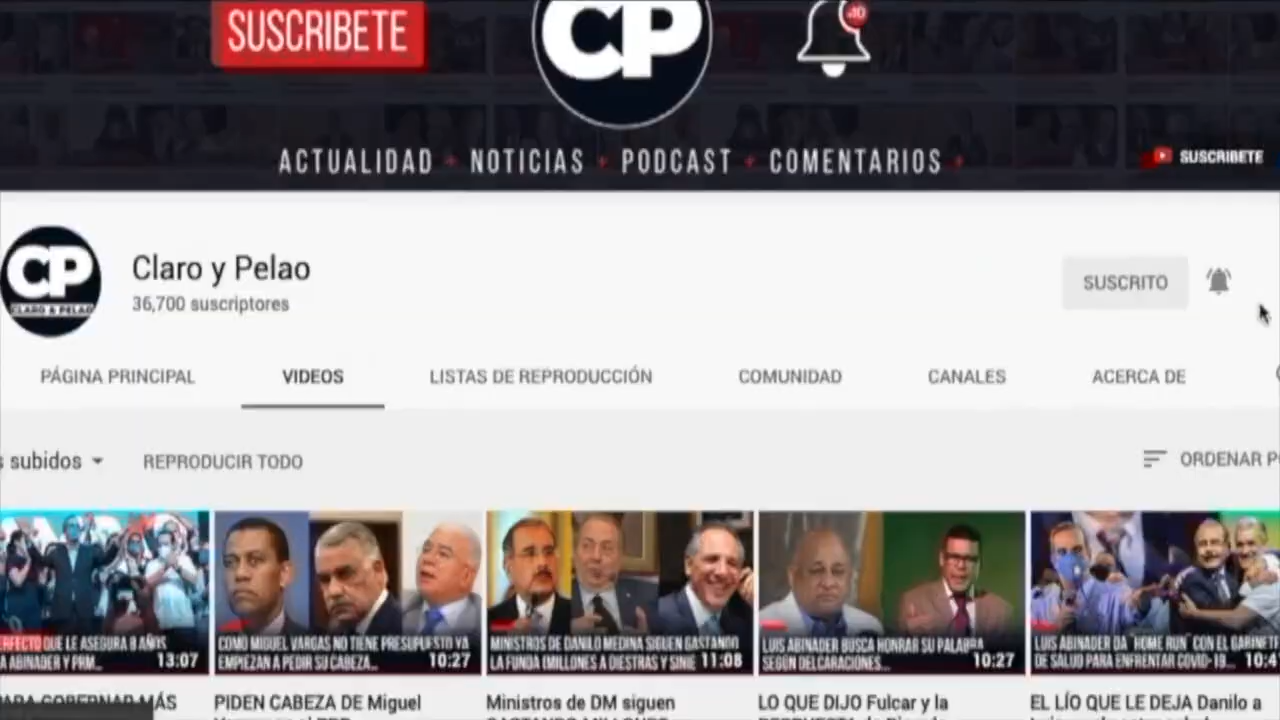 SUSCRIBETE
CP
ACTUALIDAD + NOTICIAS + PODCAST + COMENTARIOS +
SUSCRIBETE
CP
CLARO & PELAO
Claro y Pelao
36,700 suscriptores
SUSCRITO
PÁGINA PRINCIPAL VIDEOS LISTAS DE REPRODUCCIÓN COMUNIDAD CANALES ACERCA DE
subidos REPRODUCIR TODO ORDENAR
QUE LE ASEGURA 8 AÑOS
A ABINADER Y PRM...
13:07
COMO MIGUEL VARGAS NO TIENE PRESUPUESTO YA
EMPIEZAN A PEDIR SU CABEZA...
10:27
MINISTROS DE DANILO MEDINA SIGUEN GASTANDO
LA FUNDA (MILLONES A DIESTRAS Y SINIE
11:08
LUIS ABINADER BUSCA HONRAR SU PALABRA
SEGÚN DELCARACIONES...
10:27
LUIS ABINADER DA "HOME RUN" CON EL GABINETE
DE SALUD PARA ENFRENTAR COVID-19...
10:4
GOBERNAR MÁS
PIDEN CABEZA DE Miguel
Ministros de DM siguen
LO QUE DIJO Fulcar y la
EL LÍO QUE LE DEJA Danilo a